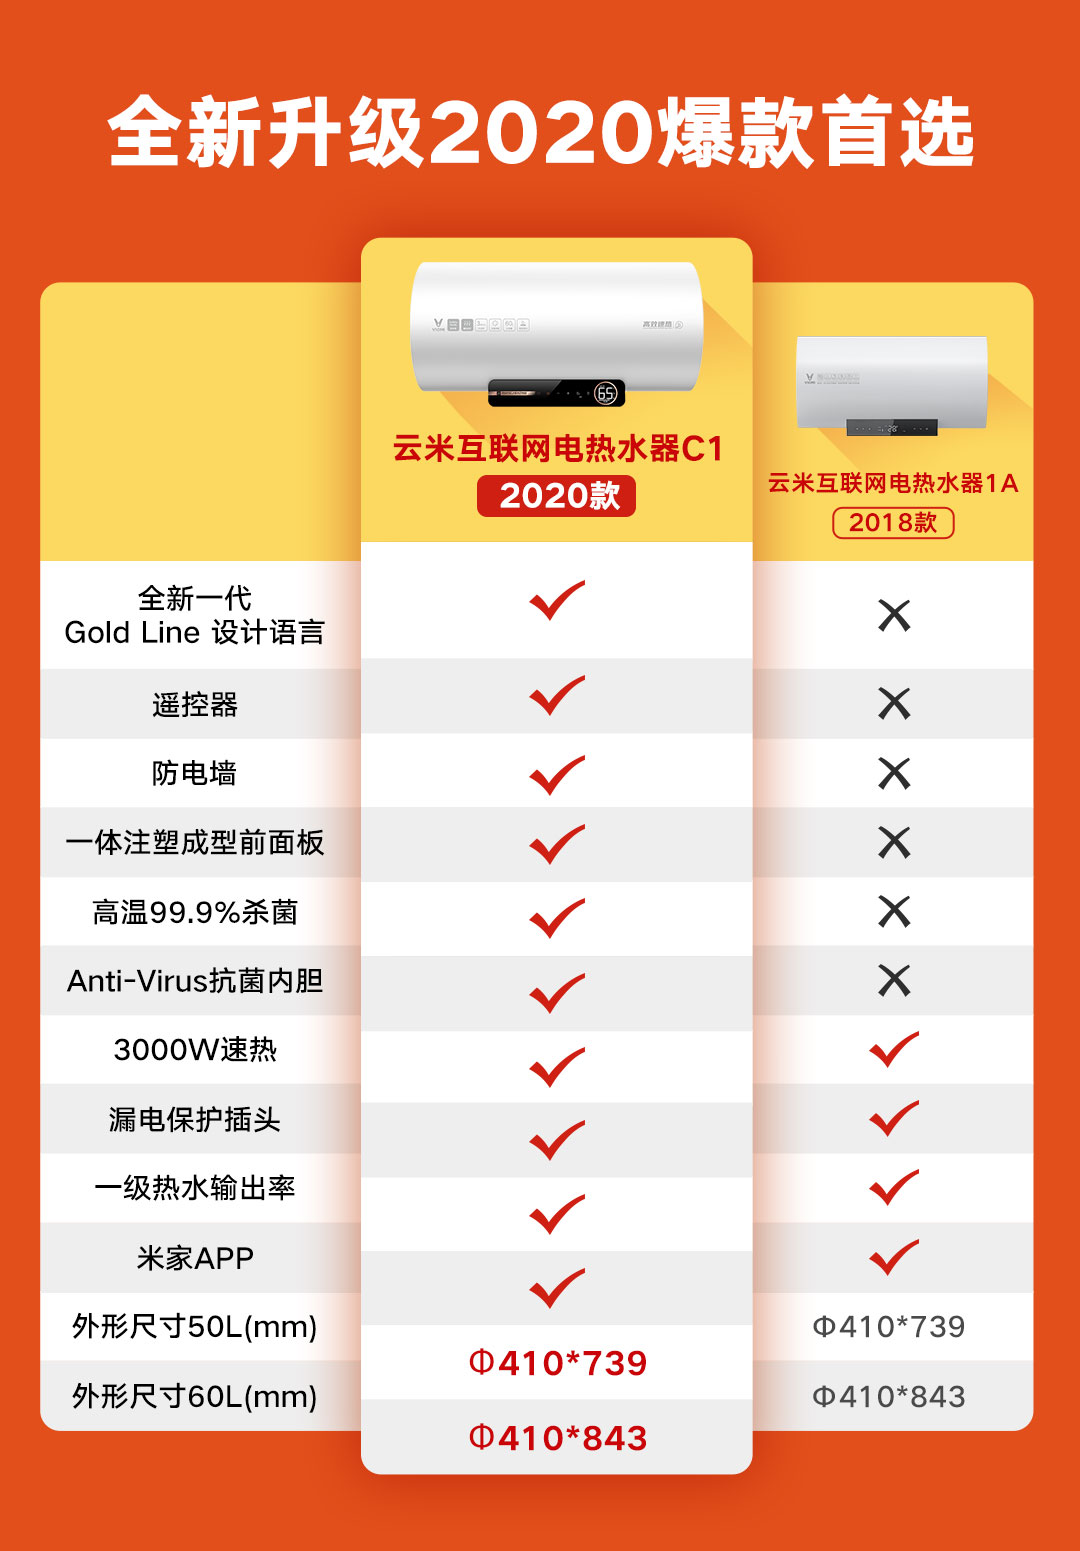 全新升级2020爆款首选
VIOMI
65
云米互联网电热水器C1
2020款
云米互联网电热水器1A
2018款
全新一代
Gold Line 设计语言
遥控器
防电墙
一体注塑成型前面板
高温99.9%杀菌
Anti-Virus抗菌内胆
3000W速热
漏电保护插头
一级热水输出率
米家APP
外形尺寸50L(mm)
Φ410*739
Φ410*739
外形尺寸60L(mm)
Φ410*843
Φ410*843